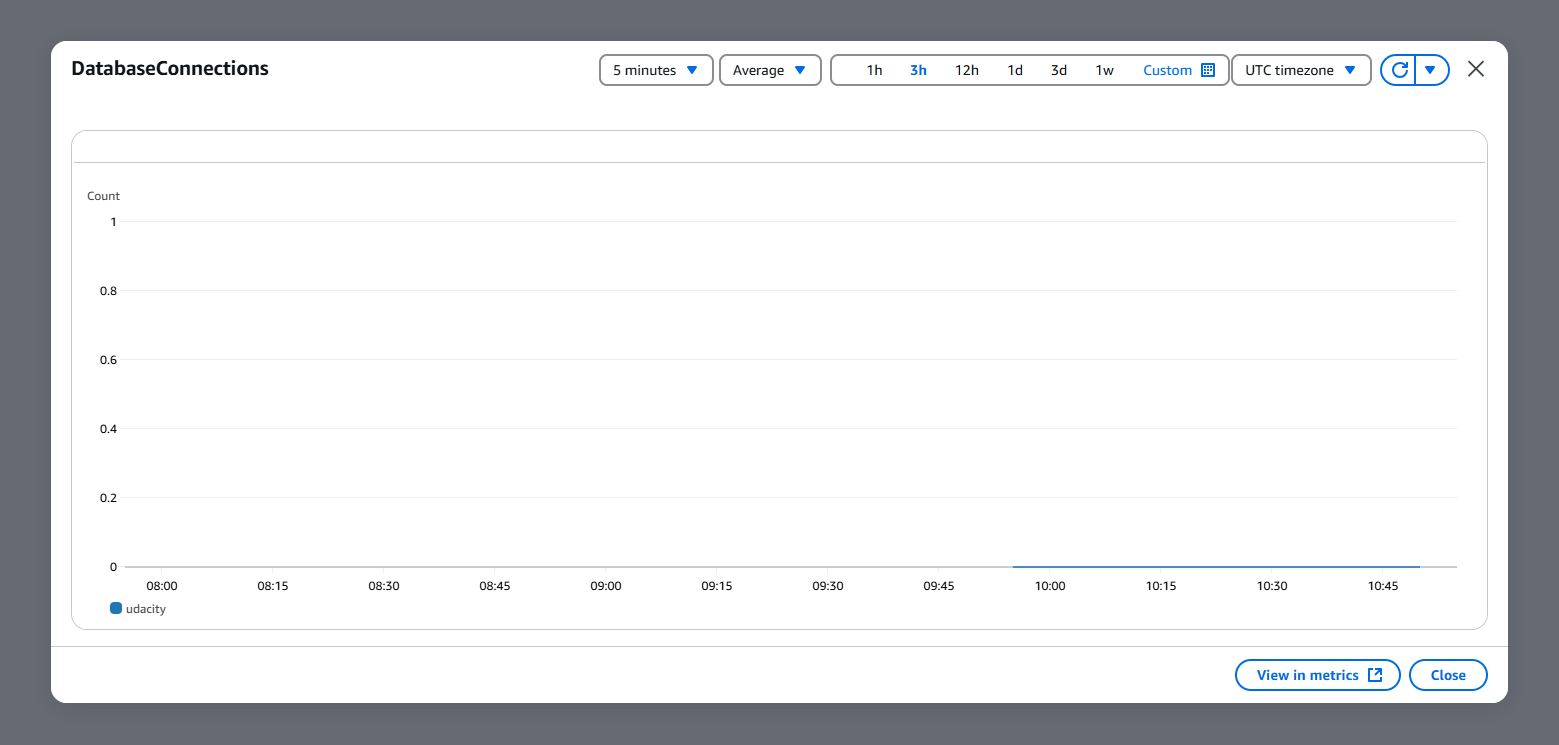 DatabaseConnections
5 minutes Average 1h 3h 12h 1d 3d 1w Custom UTC timezone
Count
1
0.8
0.6
0.4
0.2
0
08:00 08:15 08:30 08:45 09:00 09:15 09:30 09:45 10:00 10:15 10:30 10:45
udacity
View in metrics Close